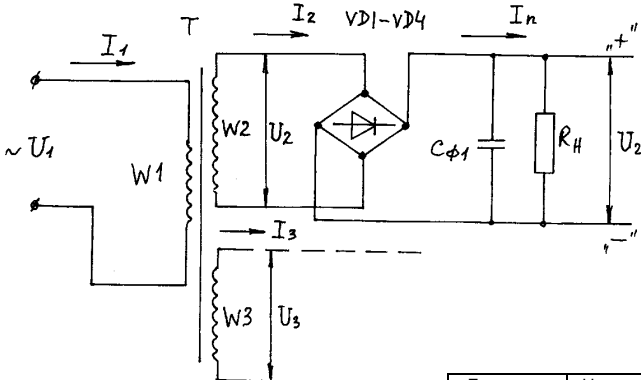 T
I2
VD1-VD4
In
I1
„+"
W2
U2
~ U1
W1
Cф1
RH
U2
I3
„-"
W3
U3